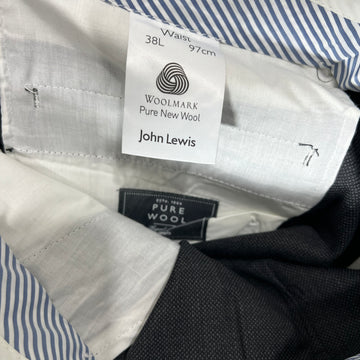 Waist
38L 97cm
WOOLMARK
Pure New Wool
John Lewis
ESTD. 1864
PURE
WOOL